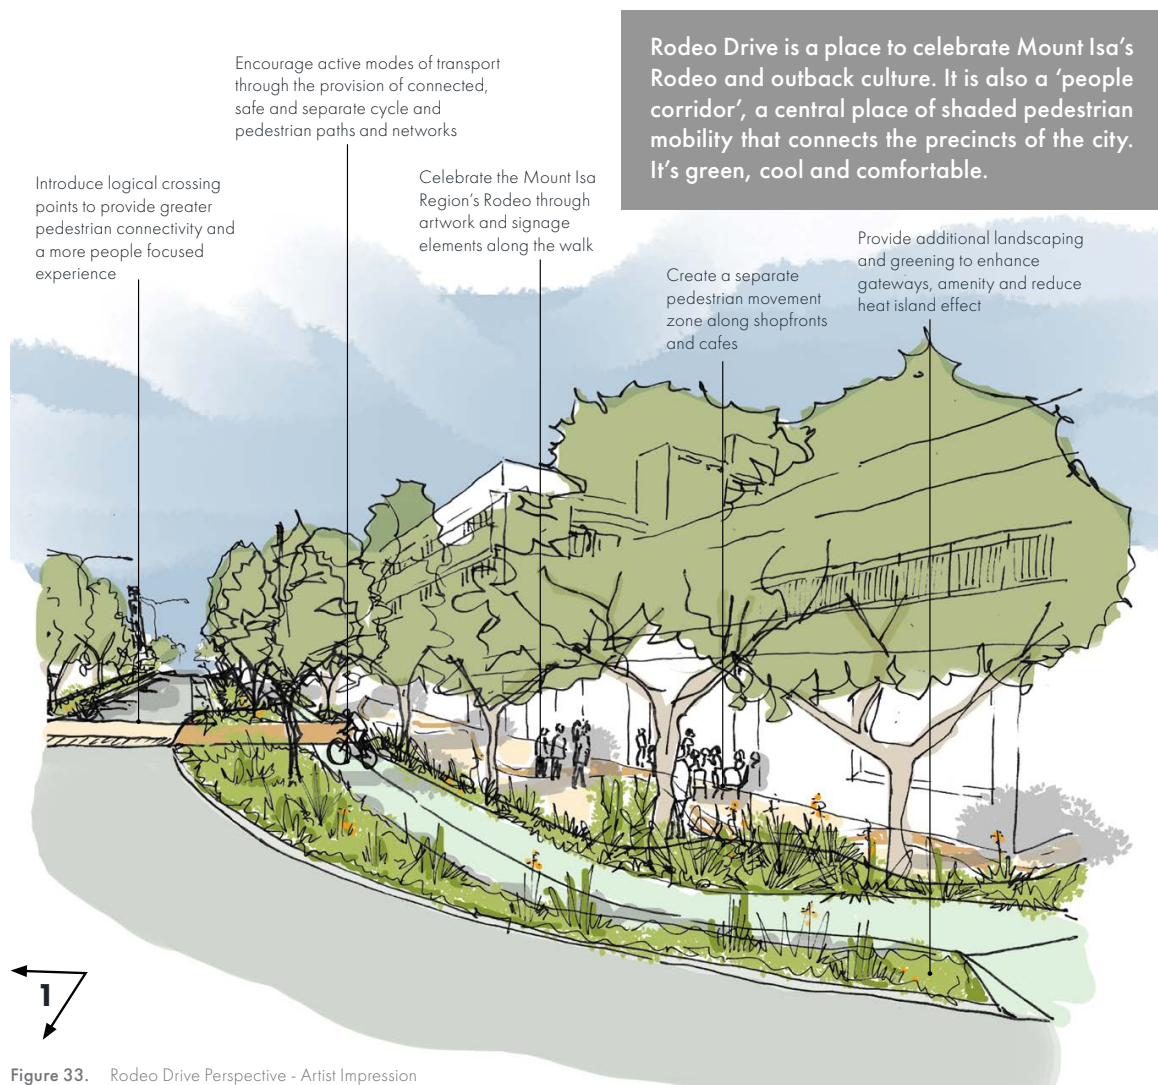 Rodeo Drive is a place to celebrate Mount Isa's
Rodeo and outback culture. It is also a 'people
corridor', a central place of shaded pedestrian
mobility that connects the precincts of the city.
It's green, cool and comfortable.
Encourage active modes of transport
through the provision of connected,
safe and separate cycle and
pedestrian paths and networks
Introduce logical crossing
points to provide greater
pedestrian connectivity and
a more people focused
experience
Celebrate the Mount Isa
Region's Rodeo through
artwork and signage
elements along the walk
Create a separate
pedestrian movement
zone along shopfronts
and cafes
Provide additional landscaping
and greening to enhance
gateways, amenity and reduce
heat island effect
1
Figure 33. Rodeo Drive Perspective - Artist Impression